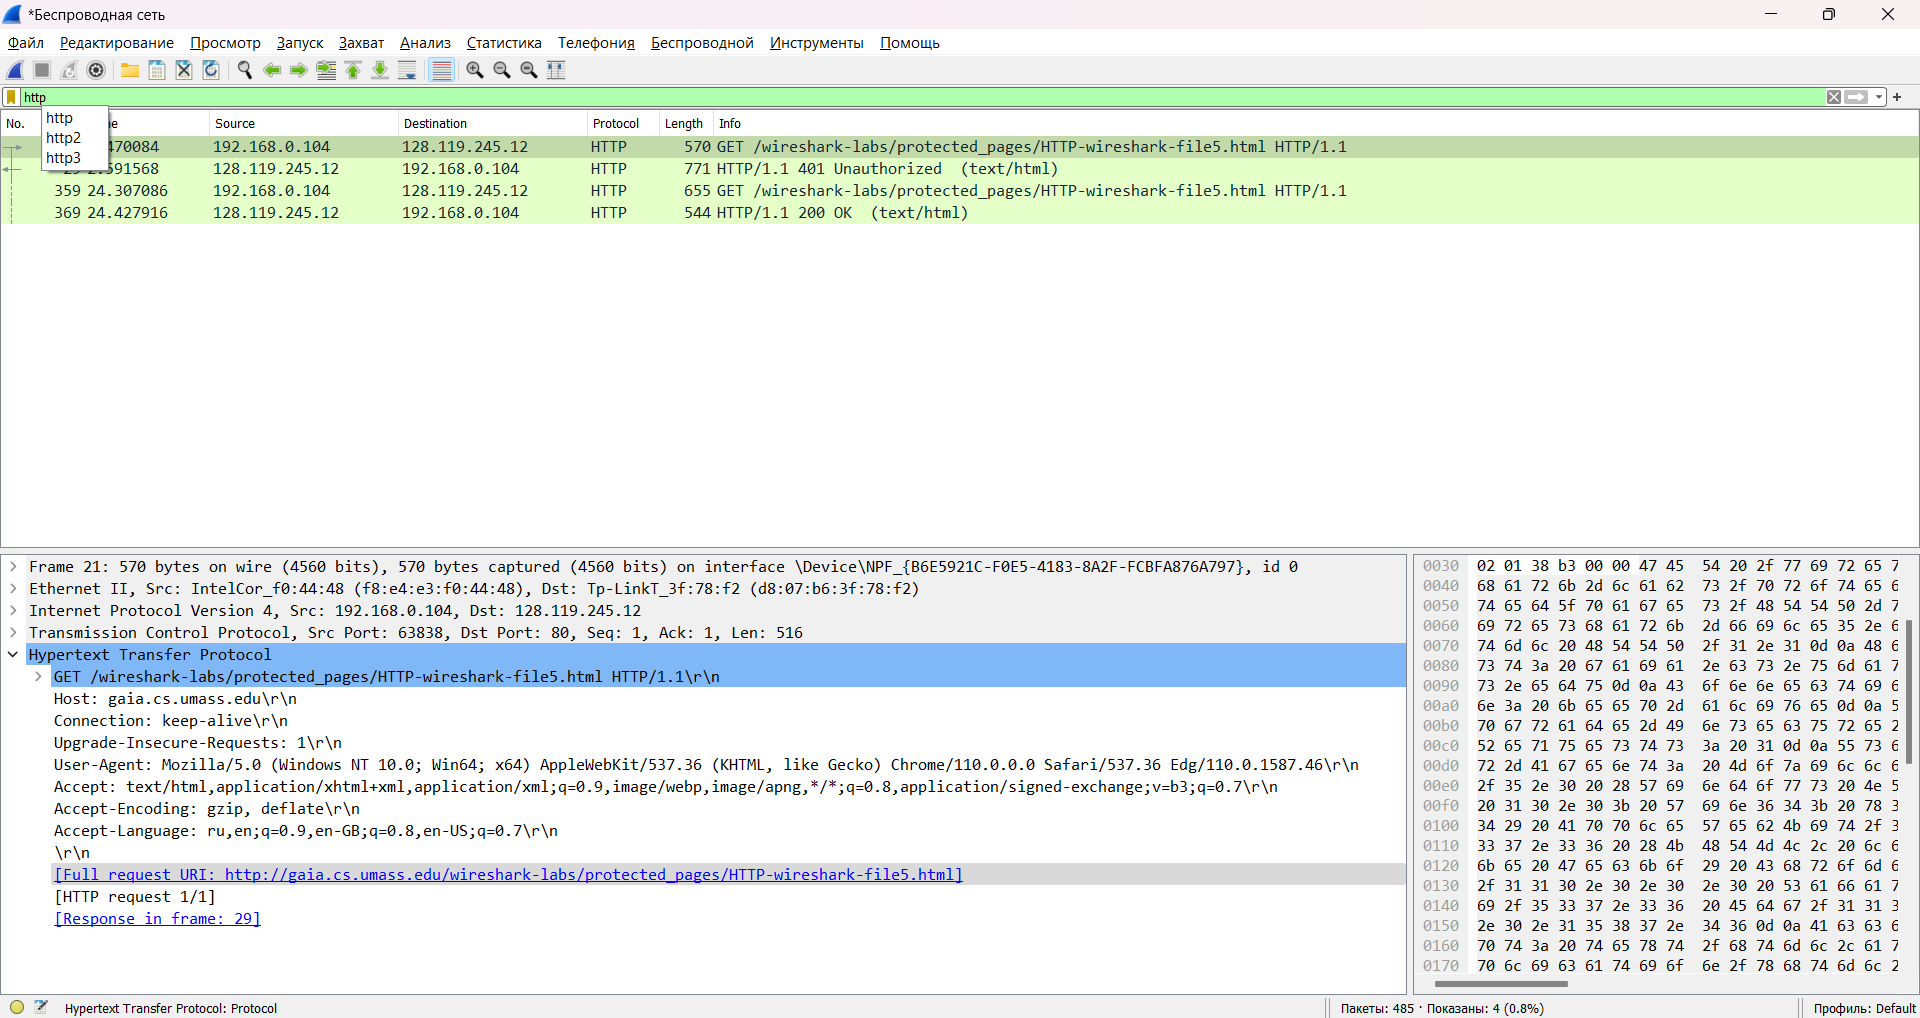 *Беспроводная сеть
Файл Редактирование Просмотр Запуск Захват Анализ Статистика Телефония Беспроводной Инструменты Помощь
http
http
http2
http3
No. Source Destination Protocol Length Info
470084 192.168.0.104 128.119.245.12 HTTP 570 GET /wireshark-labs/protected_pages/HTTP-wireshark-file5.html HTTP/1.1
128.119.245.12 192.168.0.104 HTTP 771 HTTP/1.1 401 Unauthorized (text/html)
359 24.307086 192.168.0.104 128.119.245.12 HTTP 655 GET /wireshark-labs/protected_pages/HTTP-wireshark-file5.html HTTP/1.1
369 24.427916 128.119.245.12 192.168.0.104 HTTP 544 HTTP/1.1 200 OK (text/html)
Frame 21: 570 bytes on wire (4560 bits), 570 bytes captured (4560 bits) on interface \Device\NPF_{B6E5921C-F0E5-4183-8A2F-FCBFA876A797}, id 0
Ethernet II, Src: IntelCor_f0:44:48 (f8:e4:e3:f0:44:48), Dst: Tp-LinkT_3f:78:f2 (d8:07:b6:3f:78:f2)
Internet Protocol Version 4, Src: 192.168.0.104, Dst: 128.119.245.12
Transmission Control Protocol, Src Port: 63838, Dst Port: 80, Seq: 1, Ack: 1, Len: 516
Hypertext Transfer Protocol
GET /wireshark-labs/protected_pages/HTTP-wireshark-file5.html HTTP/1.1\r\n
Host: gaia.cs.umass.edu\r\n
Connection: keep-alive\r\n
Upgrade-Insecure-Requests: 1\r\n
User-Agent: Mozilla/5.0 (Windows NT 10.0; Win64; x64) AppleWebKit/537.36 (KHTML, like Gecko) Chrome/110.0.0.0 Safari/537.36 Edg/110.0.1587.46\r\n
Accept: text/html,application/xhtml+xml,application/xml;q=0.9,image/webp,image/apng,*/*;q=0.8,application/signed-exchange;v=b3;q=0.7\r\n
Accept-Encoding: gzip, deflate\r\n
Accept-Language: ru,en;q=0.9,en-GB;q=0.8,en-US;q=0.7\r\n
\r\n
[Full request URI: http://gaia.cs.umass.edu/wireshark-labs/protected_pages/HTTP-wireshark-file5.html]
[HTTP request 1/1]
[Response in frame: 29]
0030 02 01 38 b3 00 00 47 45 54 20 2f 77 69 72 65 7
0040 68 61 72 6b 2d 6c 61 62 73 2f 70 72 6f 74 65 6
0050 74 65 64 5f 70 61 67 65 73 2f 48 54 54 50 2d 7
0060 69 72 65 73 68 61 72 6b 2d 66 69 6c 65 35 2e 6
0070 74 6d 6c 20 48 54 54 50 2f 31 2e 31 0d 0a 48 6
0080 73 74 3a 20 67 61 69 61 2e 63 73 2e 75 6d 61 7
0090 73 2e 65 64 75 0d 0a 43 6f 6e 6e 65 63 74 69 6
00a0 6e 3a 20 6b 65 65 70 2d 61 6c 69 76 65 0d 0a 5
00b0 70 67 72 61 64 65 2d 49 6e 73 65 63 75 72 65 2
00c0 52 65 71 75 65 73 74 73 3a 20 31 0d 0a 55 73 6
00d0 72 2d 41 67 65 6e 74 3a 20 4d 6f 7a 69 6c 6c 6
00e0 2f 35 2e 30 20 28 57 69 6e 64 6f 77 73 20 4e 5
00f0 20 31 30 2e 30 3b 20 57 69 6e 36 34 3b 20 78 3
0100 34 29 20 41 70 70 6c 65 57 65 62 4b 69 74 2f 3
0110 33 37 2e 33 36 20 28 4b 48 54 4d 4c 2c 20 6c 6
0120 6b 65 20 47 65 63 6b 6f 29 20 43 68 72 6f 6d 6
0130 2f 31 31 30 2e 30 2e 30 2e 30 20 53 61 66 61 7
0140 69 2f 35 33 37 2e 33 36 20 45 64 67 2f 31 31 3
0150 2e 30 2e 31 35 38 37 2e 34 36 0d 0a 41 63 63 6
0160 70 74 3a 20 74 65 78 74 2f 68 74 6d 6c 2c 61 7
0170 70 6c 69 63 61 74 69 6f 6e 2f 78 68 74 6d 6c 2
Hypertext Transfer Protocol: Protocol
Пакеты: 485 · Показаны: 4 (0.8%)
Профиль: Default